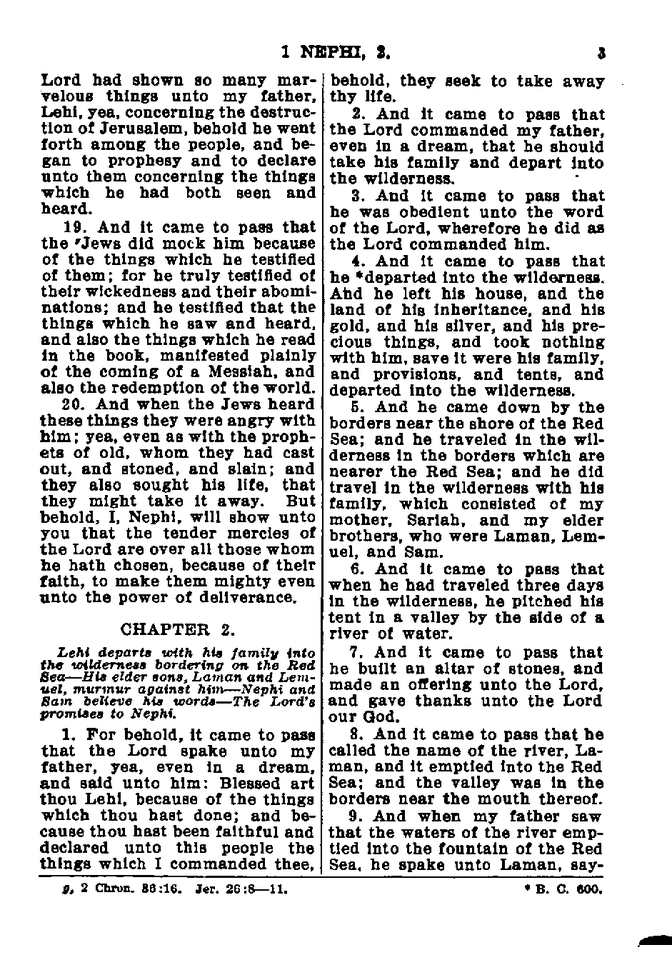 1 NEPHI, 2.
3
Lord had shown so many mar-
velous things unto my father,
Lehi, yea, concerning the destruc-
tion of Jerusalem, behold he went
forth among the people, and be-
gan to prophesy and to declare
unto them concerning the things
which he had both seen and
heard.
19. And it came to pass that
the gJews did mock him because
of the things which he testified
of them; for he truly testified of
their wickedness and their abomi-
nations; and he testified that the
things which he saw and heard,
and also the things which he read
in the book, manifested plainly
of the coming of a Messiah, and
also the redemption of the world.
20. And when the Jews heard
these things they were angry with
him; yea, even as with the proph-
ets of old, whom they had cast
out, and stoned, and slain; and
they also sought his life, that
they might take it away. But
behold, I, Nephi, will show unto
you that the tender mercies of
the Lord are over all those whom
he hath chosen, because of their
faith, to make them mighty even
unto the power of deliverance.
CHAPTER 2.
Lehi departs with his family into
the wilderness bordering on the Red
Sea—His elder sons, Laman and Lem-
uel, murmur against him—Nephi and
Sam believe his words—The Lord's
promises to Nephi.
1. For behold, it came to pass
that the Lord spake unto my
father, yea, even in a dream,
and said unto him: Blessed art
thou Lehi, because of the things
which thou hast done; and be-
cause thou hast been faithful and
declared unto this people the
things which I commanded thee,
behold, they seek to take away
thy life.
2. And it came to pass that
the Lord commanded my father,
even in a dream, that he should
take his family and depart into
the wilderness.
3. And it came to pass that
he was obedient unto the word
of the Lord, wherefore he did as
the Lord commanded him.
4. And it came to pass that
he *departed into the wilderness.
And he left his house, and the
land of his inheritance, and his
gold, and his silver, and his pre-
cious things, and took nothing
with him, save it were his family,
and provisions, and tents, and
departed into the wilderness.
5. And he came down by the
borders near the shore of the Red
Sea; and he traveled in the wil-
derness in the borders which are
nearer the Red Sea; and he did
travel in the wilderness with his
family, which consisted of my
mother, Sariah, and my elder
brothers, who were Laman, Lem-
uel, and Sam.
6. And it came to pass that
when he had traveled three days
in the wilderness, he pitched his
tent in a valley by the side of a
river of water.
7. And it came to pass that
he built an altar of stones, and
made an offering unto the Lord,
and gave thanks unto the Lord
our God.
8. And it came to pass that he
called the name of the river, La-
man, and it emptied into the Red
Sea; and the valley was in the
borders near the mouth thereof.
9. And when my father saw
that the waters of the river emp-
tied into the fountain of the Red
Sea, he spake unto Laman, say-
g, 2 Chron. 36:16. Jer. 26:8—11.
* B. C. 600.